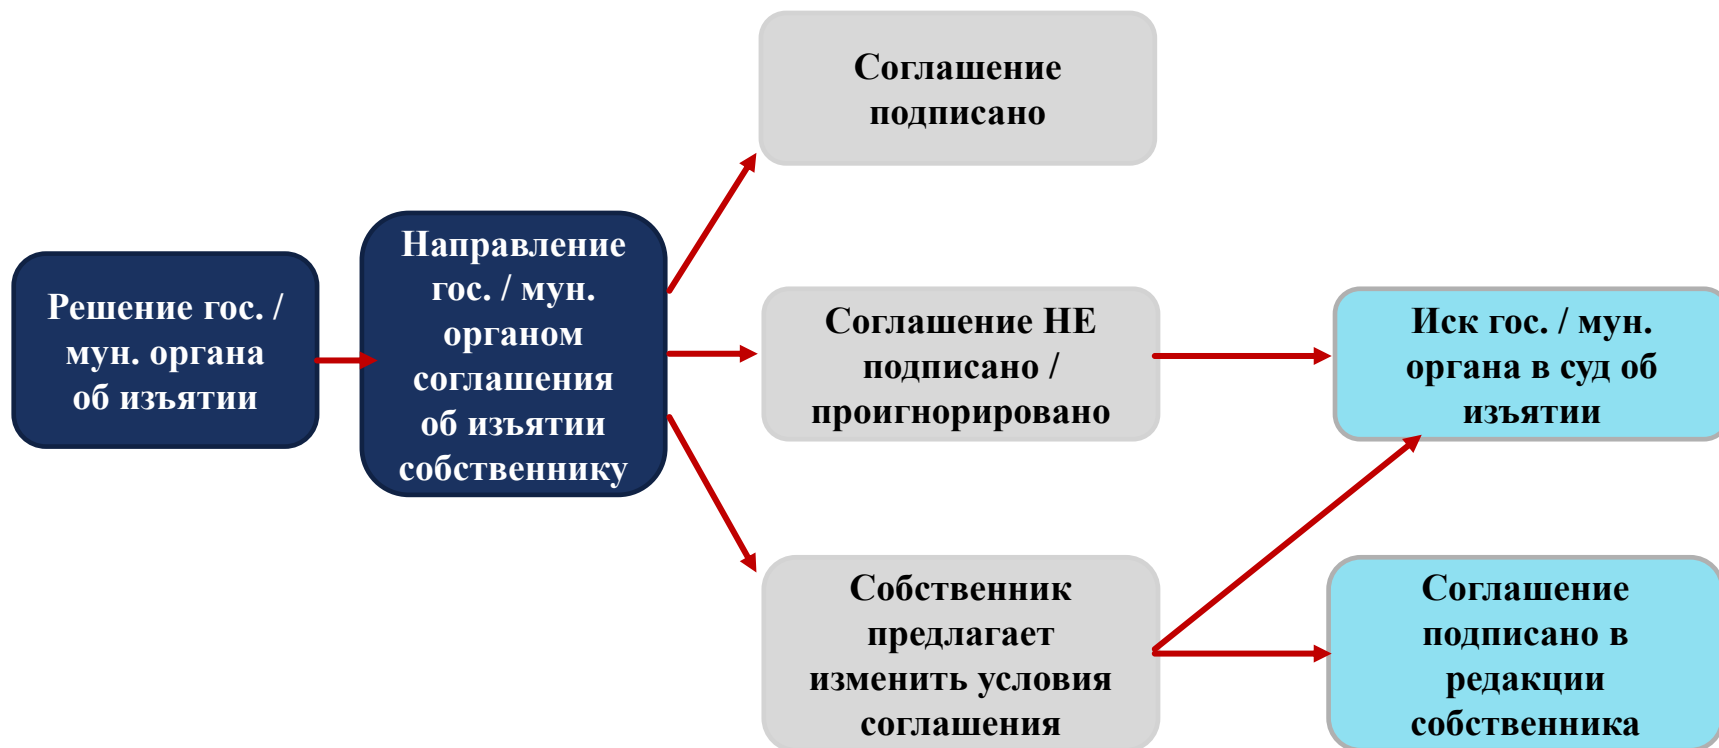 Соглашение
подписано
Решение гос. /
мун. органа
об изъятии
Направление
гос. / мун.
органом
соглашения
об изъятии
собственнику
Соглашение НЕ
подписано /
проигнорировано
Иск гос. / мун.
органа в суд об
изъятии
Собственник
предлагает
изменить условия
соглашения
Соглашение
подписано в
редакции
собственника